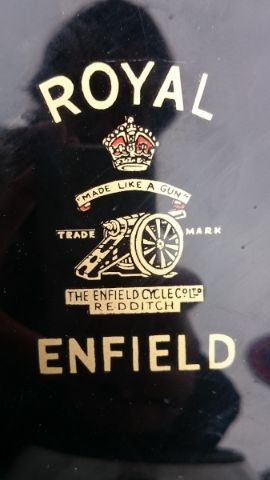 ROYAL
"MADE LIKE A GUN"
TRADE MARK
THE ENFIELD CYCLE CO LTD
REDDITCH
ENFIELD